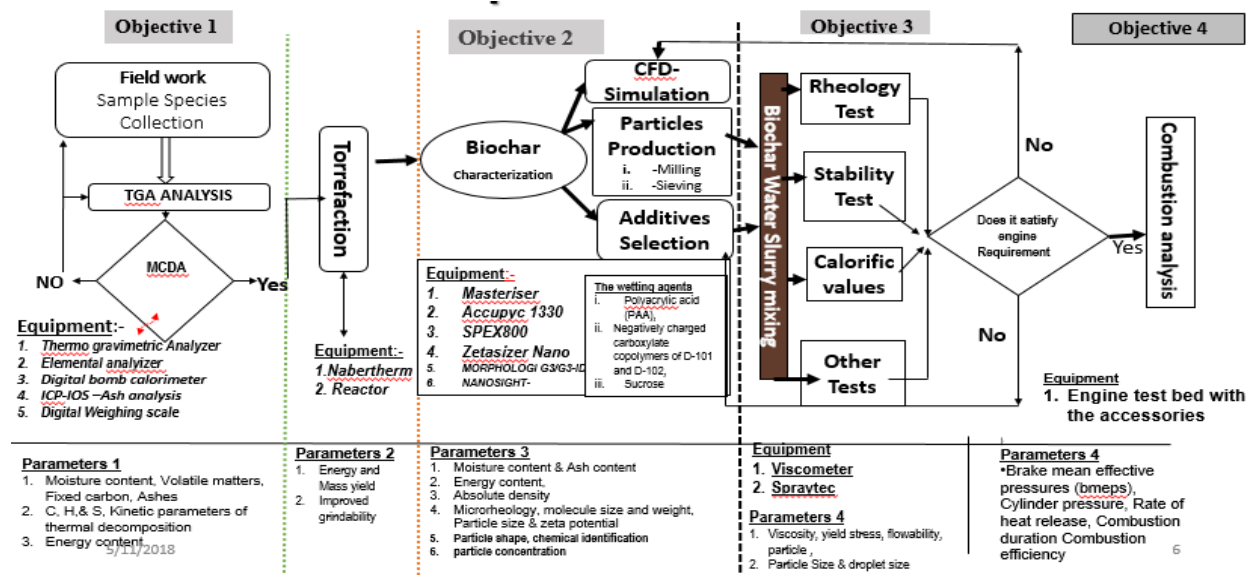 Objective 1
Field work
Sample Species
Collection
TGA ANALYSIS
MCDA
NO
Yes
Equipment:-
1. Thermo gravimetric Analyzer
2. Elemental analyizer
3. Digital bomb calorimeter
4. ICP-IOS –Ash analysis
5. Digital Weighing scale
Torrefaction
Equipment:-
1.Nabertherm
2. Reactor
Objective 2
Biochar
Characterization
CFD-
Simulation
Particles
Production
i. -Milling
ii. -Sieving
Additives
Selection
Equipment:-
1. Masteriser
2. Accupyc 1330
3. SPEX800
4. Zetasizer Nano
5. MORPHOLOGI G3/G3-ID
6. NANOSIGHT-
The wetting agents
i. Polyacrylic acid
(PAA),
ii. Negatively charged
carboxylate
copolymers of D-101
and D-102,
iii. Sucrose
Objective 3
Biochar Water Slurry mixing
Rheology
Test
Stability
Test
Calorific
values
Other
Tests
Does it satisfy
engine
Requirement
No
Yes
No
Objective 4
Combustion analysis
Equipment
1. Engine test bed with
the accessories
Parameters 1
1. Moisture content, Volatile matters,
Fixed carbon, Ashes
2. C, H,& S, Kinetic parameters of
thermal decomposition
3. Energy content
5/11/2018
Parameters 2
1. Energy and
Mass yield
2. Improved
grindability
Parameters 3
1. Moisture content & Ash content
2. Energy content,
3. Absolute density
4. Microrheology, molecule size and weight,
Particle size & zeta potential
5. Particle shape, chemical identification
6. particle concentration
Equipment
1. Viscometer
2. Spraytec
Parameters 4
1. Viscosity, yield stress, flowability,
particle ,
2. Particle Size & droplet size
Parameters 4
•Brake mean effective
pressures (bmeps),
Cylinder pressure, Rate of
heat release, Combustion
duration Combustion
efficiency
6